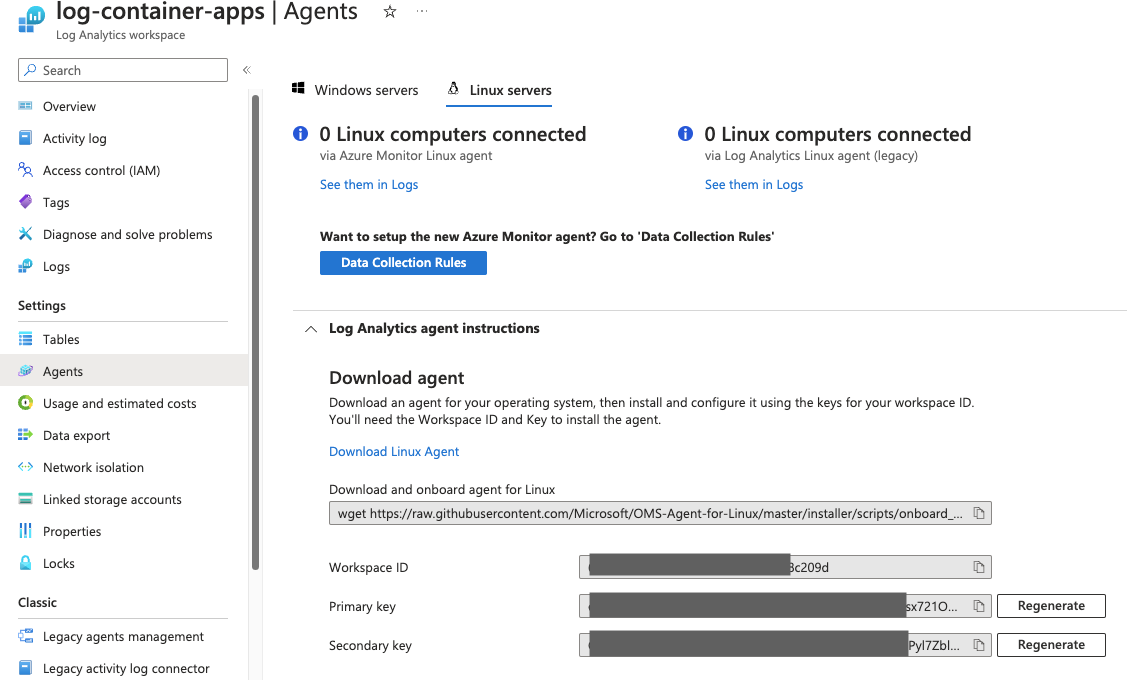 log-container-apps | Agents
Log Analytics workspace
Search
Overview
Activity log
Access control (IAM)
Tags
Diagnose and solve problems
Logs
Settings
Tables
Agents
Usage and estimated costs
Data export
Network isolation
Linked storage accounts
Properties
Locks
Classic
Legacy agents management
Legacy activity log connector
Windows servers
Linux servers
0 Linux computers connected
via Azure Monitor Linux agent
See them in Logs
0 Linux computers connected
via Log Analytics Linux agent (legacy)
See them in Logs
Want to setup the new Azure Monitor agent? Go to 'Data Collection Rules'
Data Collection Rules
Log Analytics agent instructions
Download agent
Download an agent for your operating system, then install and configure it using the keys for your workspace ID.
You'll need the Workspace ID and Key to install the agent.
Download Linux Agent
Download and onboard agent for Linux
wget https://raw.githubusercontent.com/Microsoft/OMS-Agent-for-Linux/master/installer/scripts/onboard_...
Workspace ID
c209d
Primary key
sx721O...
Regenerate
Secondary key
Pyl7Zbl...
Regenerate